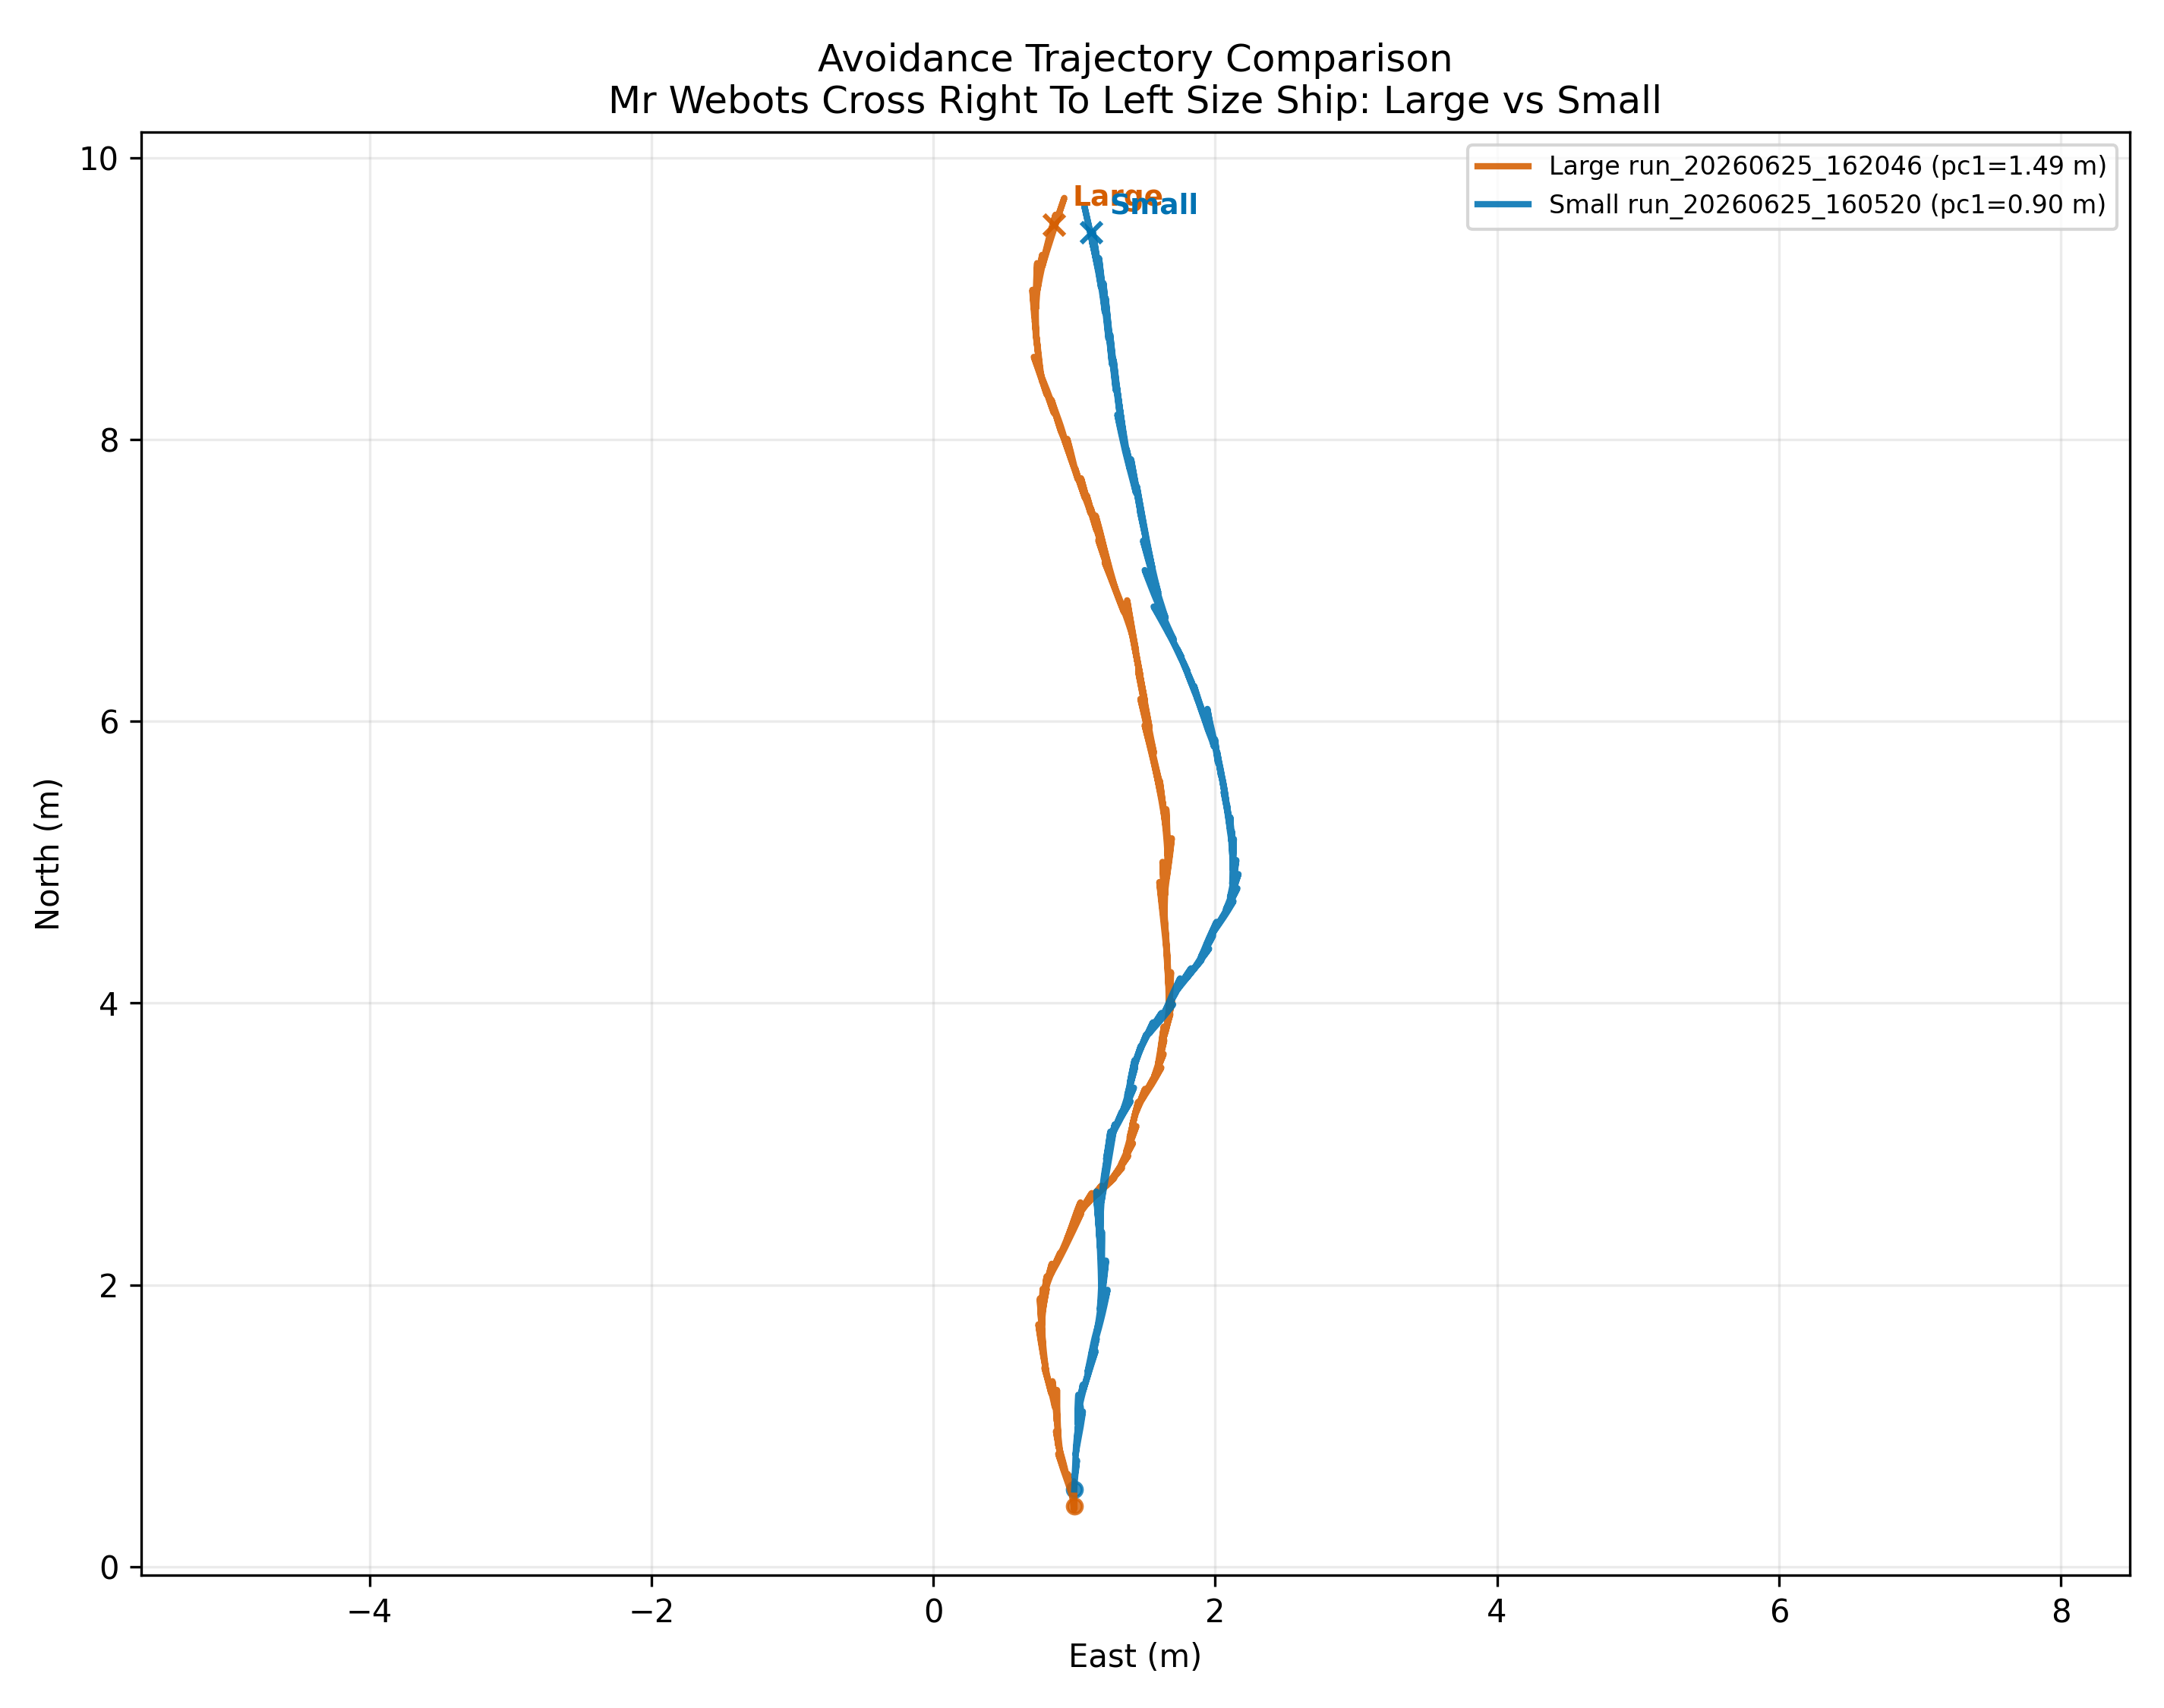 Avoidance Trajectory Comparison
Mr Webots Cross Right To Left Size Ship: Large vs Small
Large run_20260625_162046 (pc1=1.49 m)
Small run_20260625_160520 (pc1=0.90 m)
Large
Small
10
8
6
4
2
0
North (m)
−4
−2
0
2
4
6
8
East (m)